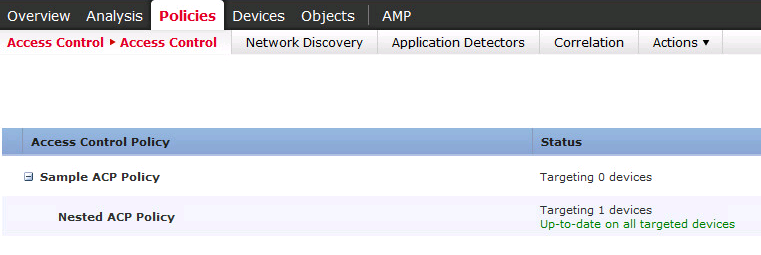 Overview Analysis Policies Devices Objects AMP
Access Control ▸ Access Control Network Discovery Application Detectors Correlation Actions ▾
Access Control Policy Status
Sample ACP Policy Targeting 0 devices
Nested ACP Policy Targeting 1 devices
Up-to-date on all targeted devices